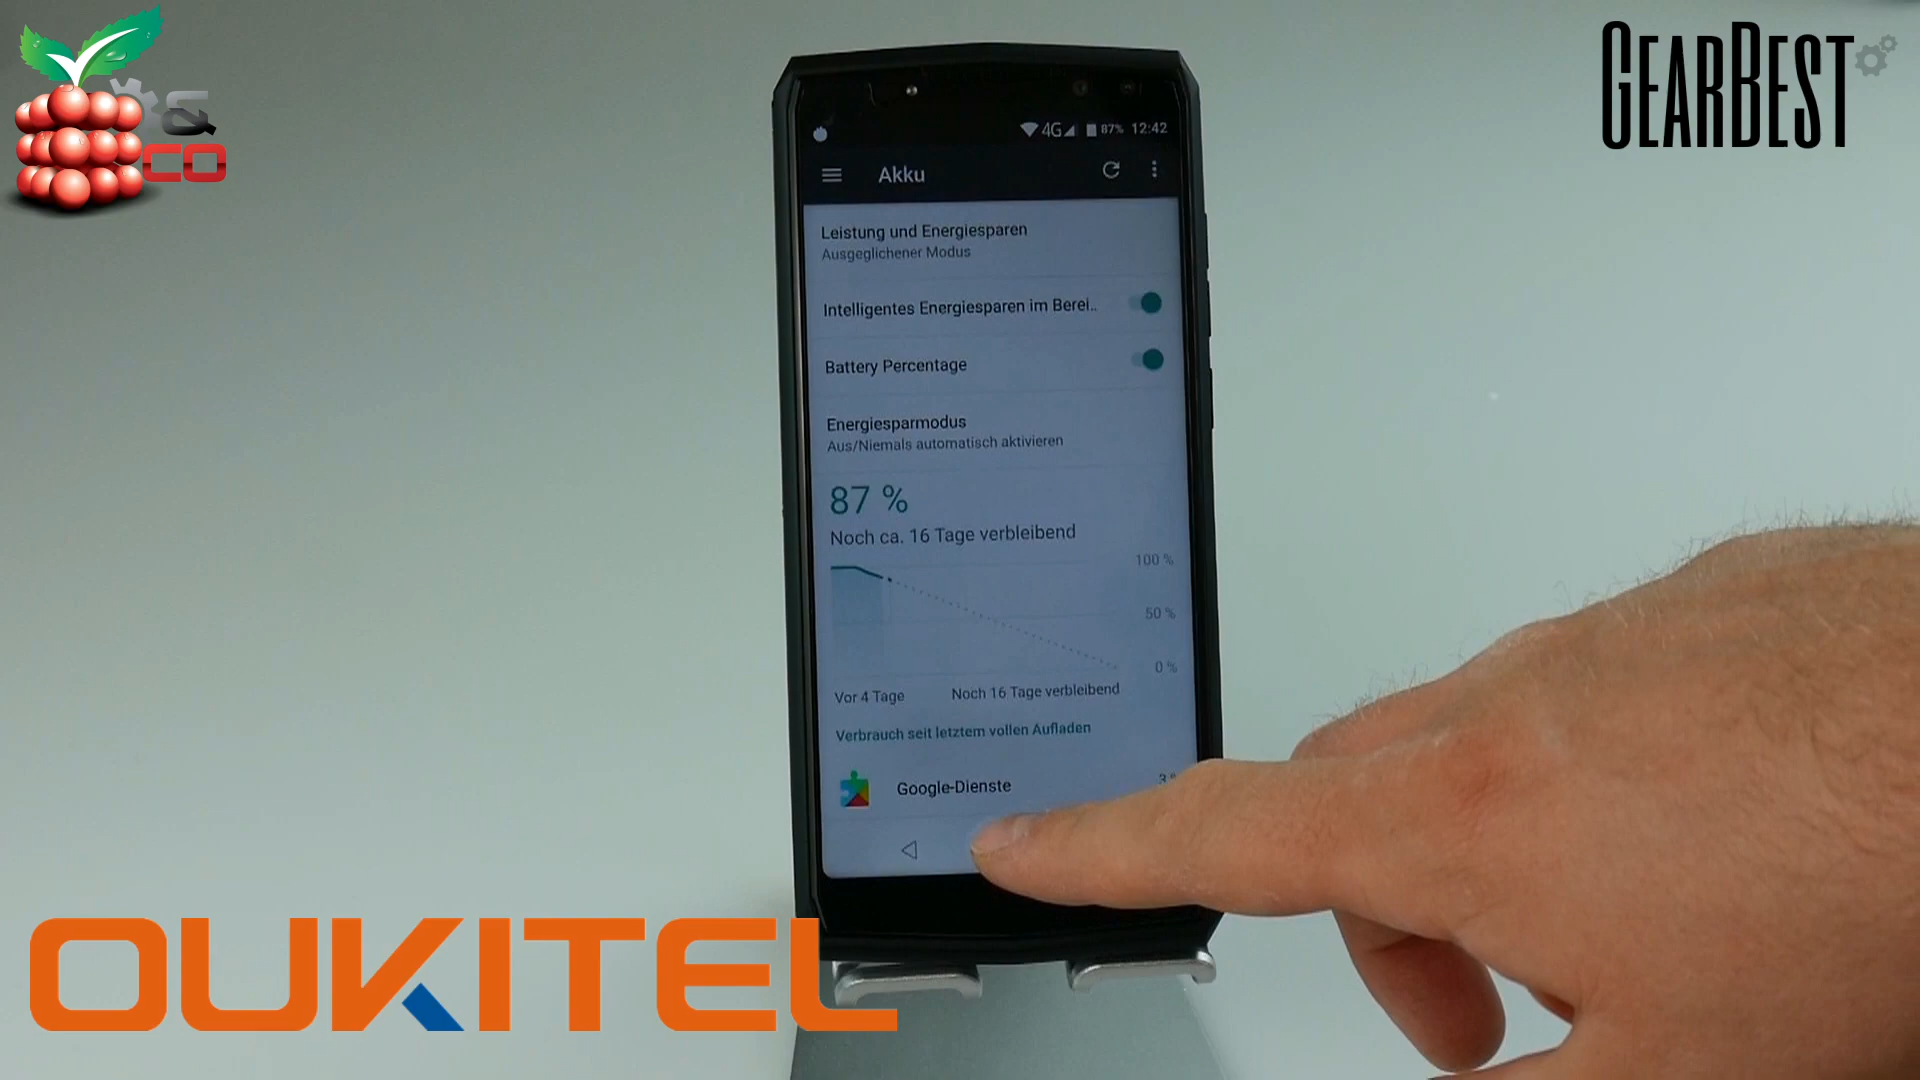 &
CO
GEARBEST
4G 87% 12:42
Akku
Leistung und Energiesparen
Ausgeglichener Modus
Intelligentes Energiesparen im Berei..
Battery Percentage
Energiesparmodus
Aus/Niemals automatisch aktivieren
87 %
Noch ca. 16 Tage verbleibend
100 %
50 %
0 %
Vor 4 Tage Noch 16 Tage verbleibend
Verbrauch seit letztem vollen Aufladen
Google-Dienste 3
OUKITEL